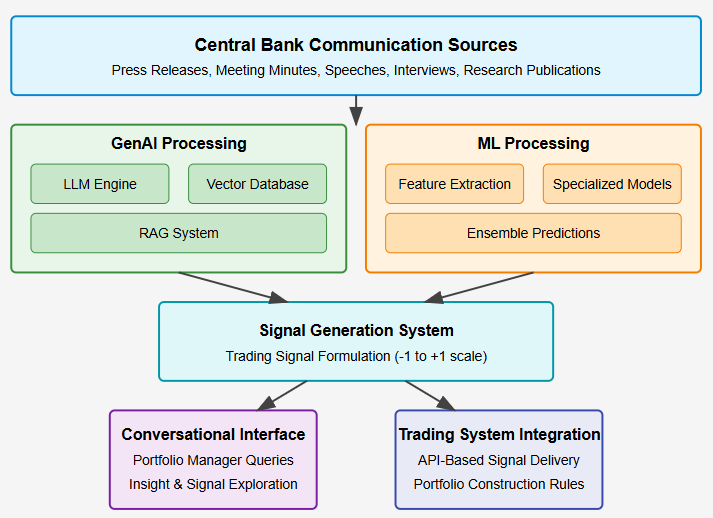 Central Bank Communication Sources
Press Releases, Meeting Minutes, Speeches, Interviews, Research Publications
GenAI Processing
LLM Engine
Vector Database
RAG System
ML Processing
Feature Extraction
Specialized Models
Ensemble Predictions
Signal Generation System
Trading Signal Formulation (-1 to +1 scale)
Conversational Interface
Portfolio Manager Queries
Insight & Signal Exploration
Trading System Integration
API-Based Signal Delivery
Portfolio Construction Rules